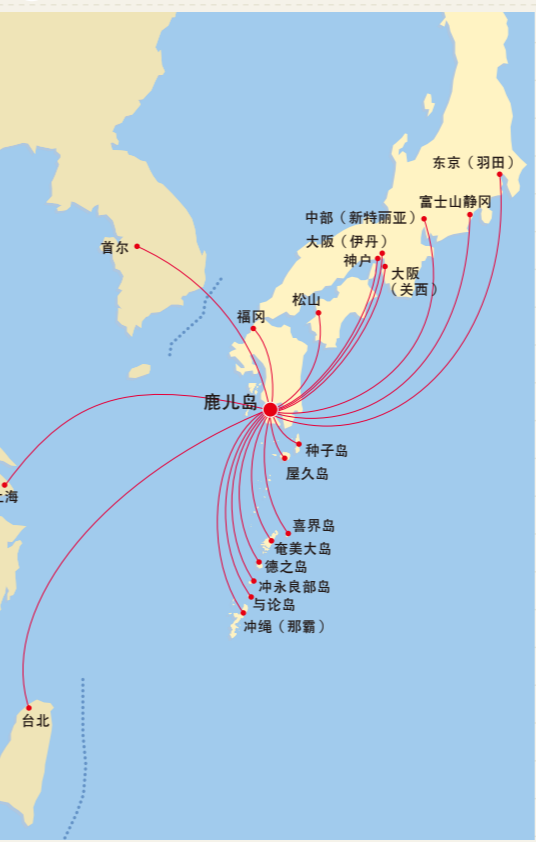 东京（羽田）
富士山静冈
中部（新特丽亚）
大阪（伊丹）
首尔
神户
大阪
（关西）
松山
福冈
鹿儿岛
种子岛
屋久岛
上海
喜界岛
奄美大岛
德之岛
冲永良部岛
与论岛
冲绳（那霸）
台北